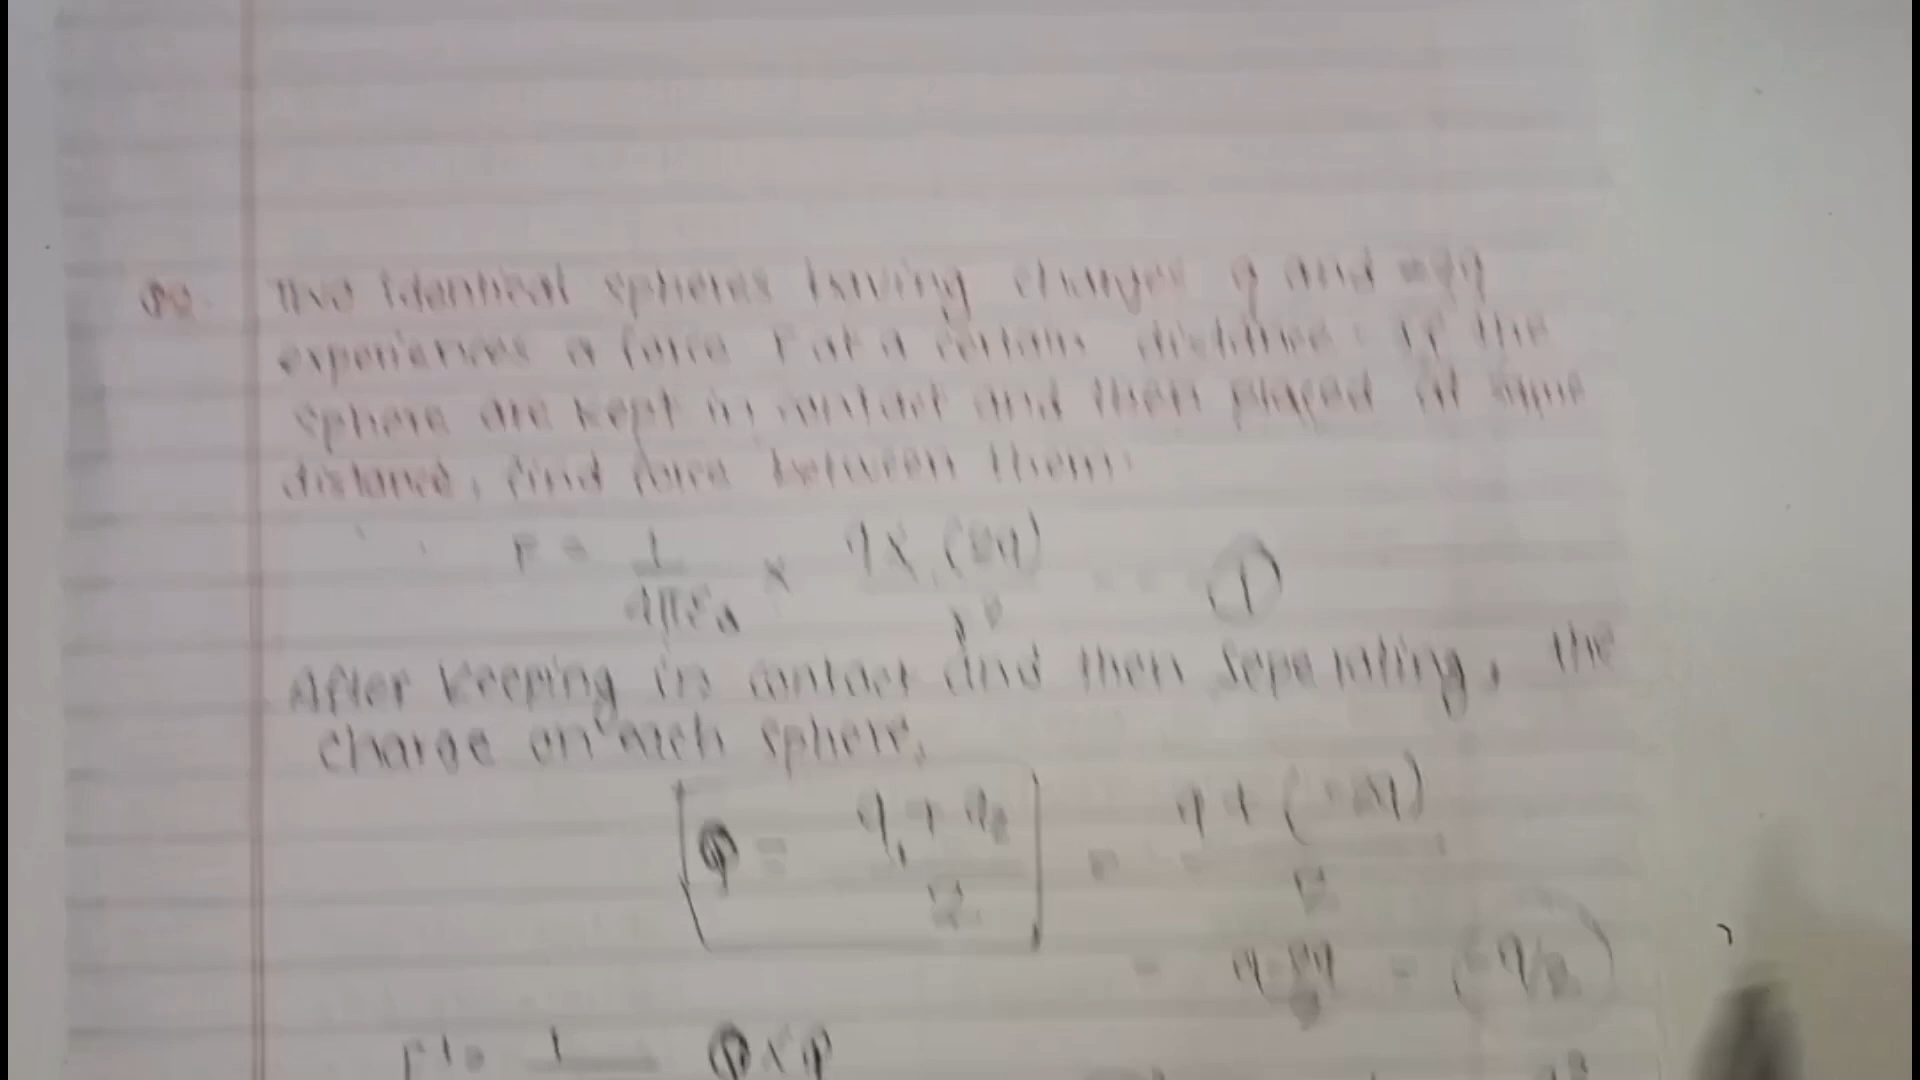 Two identical spheres having charges q and -2q
experiences a force F at a certain distance. If the
sphere are kept in contact and then placed at same
distance, find force between them.
F = 1/4πε₀ × q×(2q)/r² -- ①
After keeping in contact and then seperating, the
charge on each sphere,
Q = q₁ + q₂/2 = q + (-2q)/2
= q-2q/2 = (-q/2)
F' = 1 Q×Q